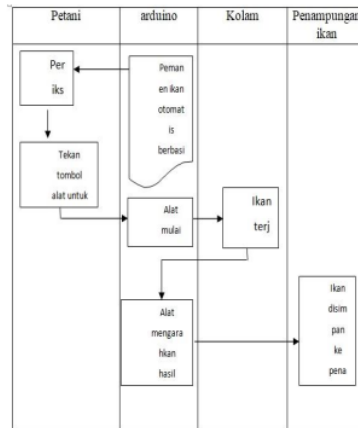 Petani
arduino
Kolam
Penampungan
ikan
Per
iks
Peman
en ikan
otomat
is
berbasi
Tekan
tombol
alat untuk
Alat
mulai
Ikan
terj
Alat
mengara
hkan
hasil
Ikan
disim
pan
ke
pena